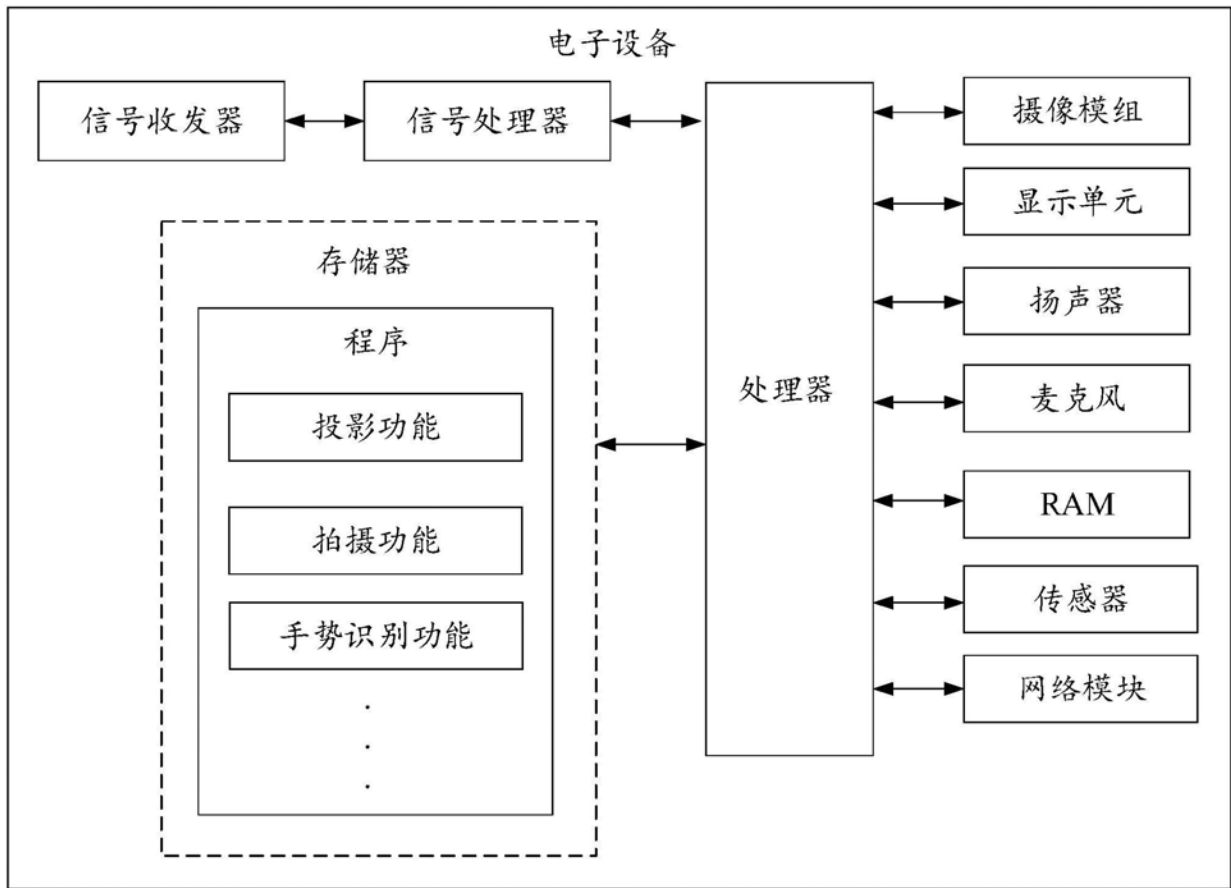 电子设备
信号收发器
信号处理器
存储器
程序
投影功能
拍摄功能
手势识别功能
处理器
摄像模组
显示单元
扬声器
麦克风
RAM
传感器
网络模块